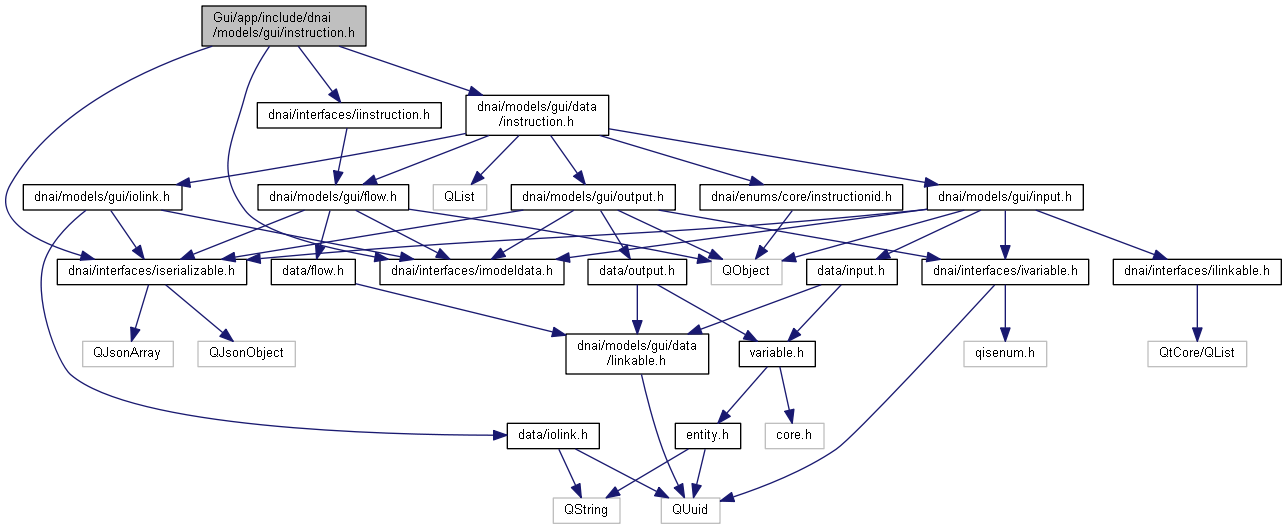 Gui/app/include/dnai
/models/gui/instruction.h
dnai/interfaces/iinstruction.h
dnai/models/gui/data
/instruction.h
dnai/models/gui/iolink.h
dnai/models/gui/flow.h
QList
dnai/models/gui/output.h
dnai/enums/core/instructionid.h
dnai/models/gui/input.h
dnai/interfaces/iserializable.h
data/flow.h
dnai/interfaces/imodeldata.h
data/output.h
QObject
data/input.h
dnai/interfaces/ivariable.h
dnai/interfaces/ilinkable.h
QJsonArray
QJsonObject
dnai/models/gui/data
/linkable.h
variable.h
qisenum.h
QtCore/QList
data/iolink.h
entity.h
core.h
QString
QUuid